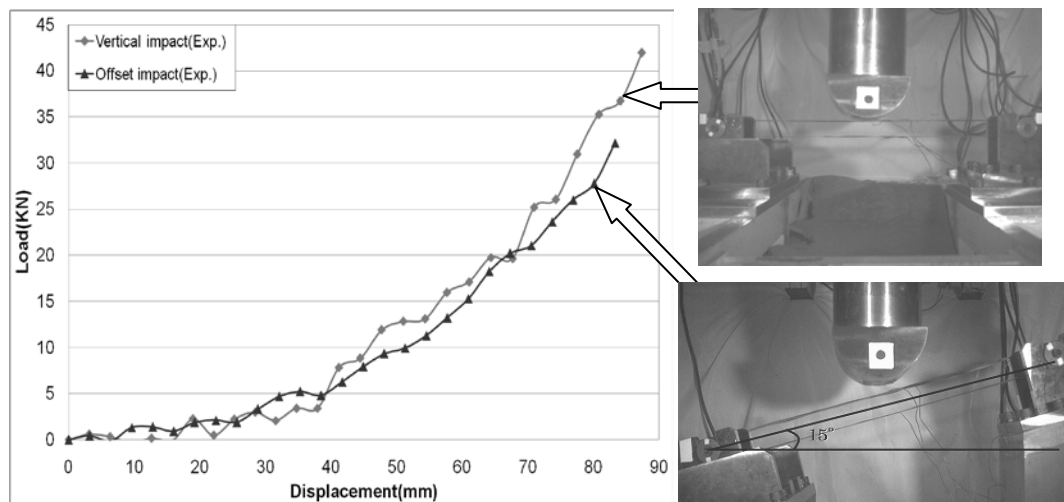 45
40
35
30
25
20
15
10
5
0
Load(KN)
Vertical impact(Exp.)
Offset impact(Exp.)
0 10 20 30 40 50 60 70 80 90
Displacement(mm)
15°